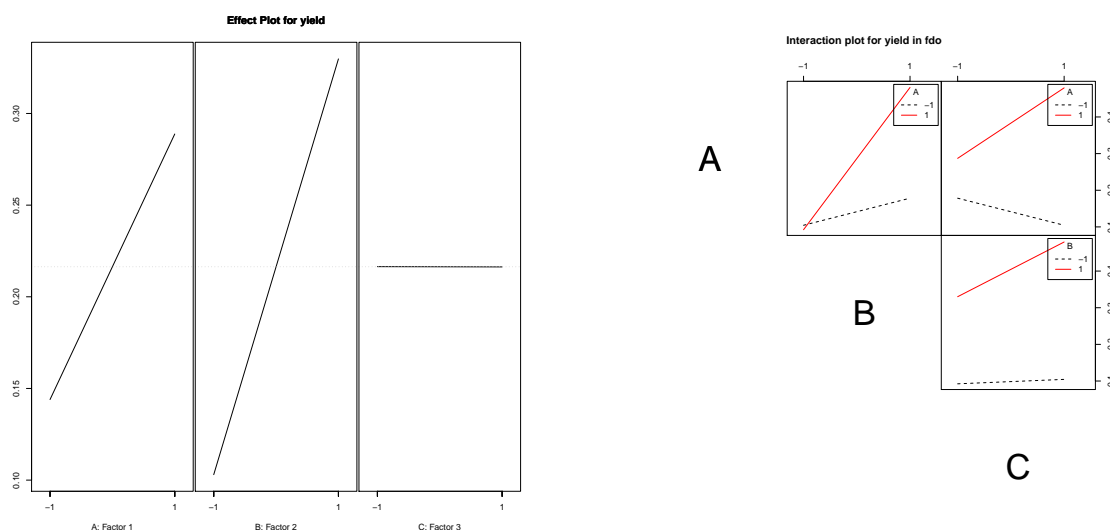 Effect Plot for yield
0.10
0.15
0.20
0.25
0.30
−1
1
−1
1
−1
1
A: Factor 1
B: Factor 2
C: Factor 3
Interaction plot for yield in fdo
−1
1
−1
1
A
−1
1
A
−1
1
A
B
−1
1
B
C